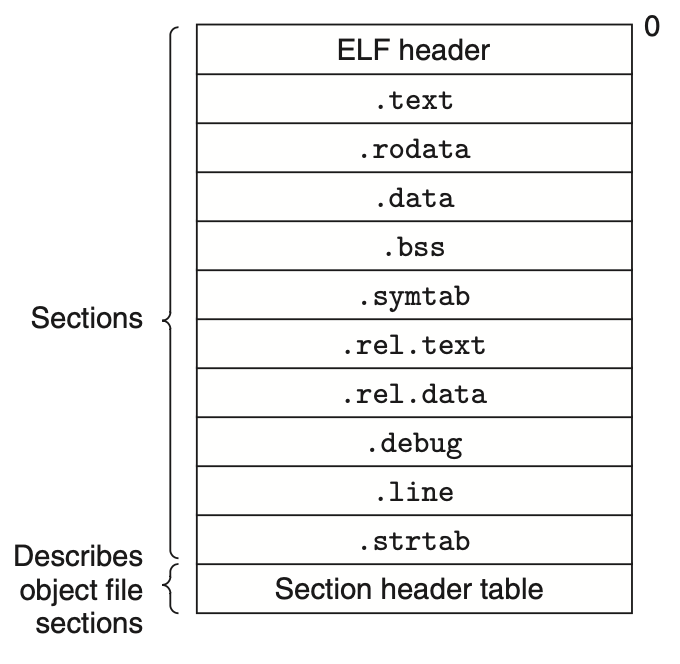 0
ELF header
.text
.rodata
.data
.bss
.symtab
Sections
.rel.text
.rel.data
.debug
.line
.strtab
Describes
object file
sections
Section header table